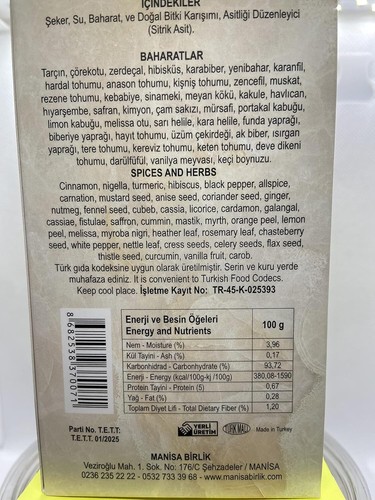 İÇİNDEKİLER
Şeker, Su, Baharat, ve Doğal Bitki Karışımı, Asitliği Düzenleyici
(Sitrik Asit).
BAHARATLAR
Tarçın, çörekotu, zerdeçal, hibisküs, karabiber, yenibahar, karanfil,
hardal tohumu, anason tohumu, kişniş tohumu, zencefil, muskat,
rezene tohumu, kebabiye, sinameki, meyan kökü, kakule, havlıcan,
hıyarşembe, safran, kimyon, çam sakızı, mürsafi, portakal kabuğu,
limon kabuğu, melissa otu, sarı helile, kara helile, funda yaprağı,
biberiye yaprağı, hayıt tohumu, üzüm çekirdeği, ak biber, ısırgan
yaprağı, tere tohumu, kereviz tohumu, keten tohumu, deve dikeni
tohumu, darülfülfül, vanilya meyvası, keçi boynuzu.
SPICES AND HERBS
Cinnamon, nigella, turmeric, hibiscus, black pepper, allspice,
carnation, mustard seed, anise seed, coriander seed, ginger,
nutmeg, fennel seed, cubeb, cassia, licorice, cardamon, galangal,
cassiae, fistulae, saffron, cummin, mastik, myrrh, orange peel, lemon
peel, melissa, myroba nigri, heather leaf, rosemary leaf, chasteberry
seed, white pepper, nettle leaf, cress seeds, celery seeds, flax seed,
thistle seed, curcumin, vanilla fruit, carob.
Türk gıda kodeksine uygun olarak üretilmiştir. Serin ve kuru yerde
muhafaza ediniz. It is convenient to Turkish Food Codecs.
Keep cool place. İşletme Kayıt No: TR-45-K-025393
Enerji ve Besin Öğeleri
Energy and Nutrients 100 g
Nem - Moisture (%) 3,96
Kül Tayini - Ash (%) 0,17
Karbonhidrad - Carbonhydrate (%) 93,72
Enerji - Energy (kcal/100g-kj /100g) 380,08-1590
Protein Tayini - Protein (5) 0,67
Yağ - Fat (%) 0,28
Toplam Diyet Lifi - Total Dietary Fiber (%) 1,20
8682538370071
Parti No. T.E.T.T:
T.E.T.T. 01/2025
YERLİ
ÜRETİM
TÜRK MALI
Made in Turkey
MANİSA BİRLİK
Veziroğlu Mah. 1. Sok. No: 176/C Şehzadeler / MANİSA
0236 235 22 22 - 0532 733 39 68 - www.manisabirlik.com